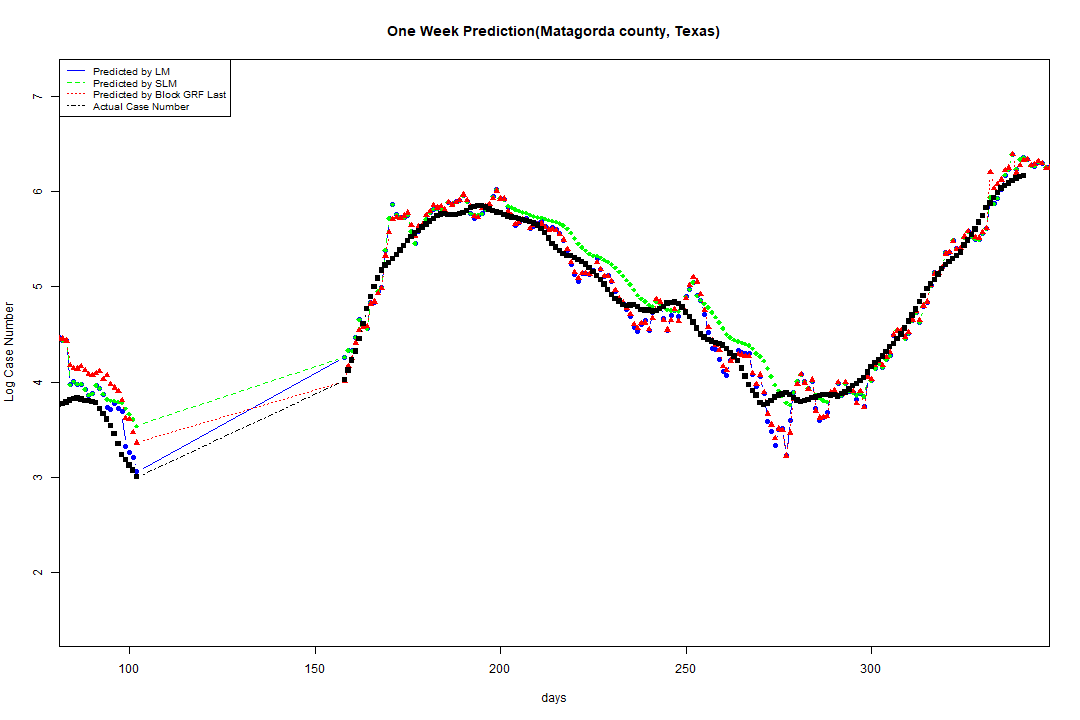 One Week Prediction(Matagorda county, Texas)
Predicted by LM
Predicted by SLM
Predicted by Block GRF Last
Actual Case Number
Log Case Number
7
6
5
4
3
2
100 150 200 250 300
days